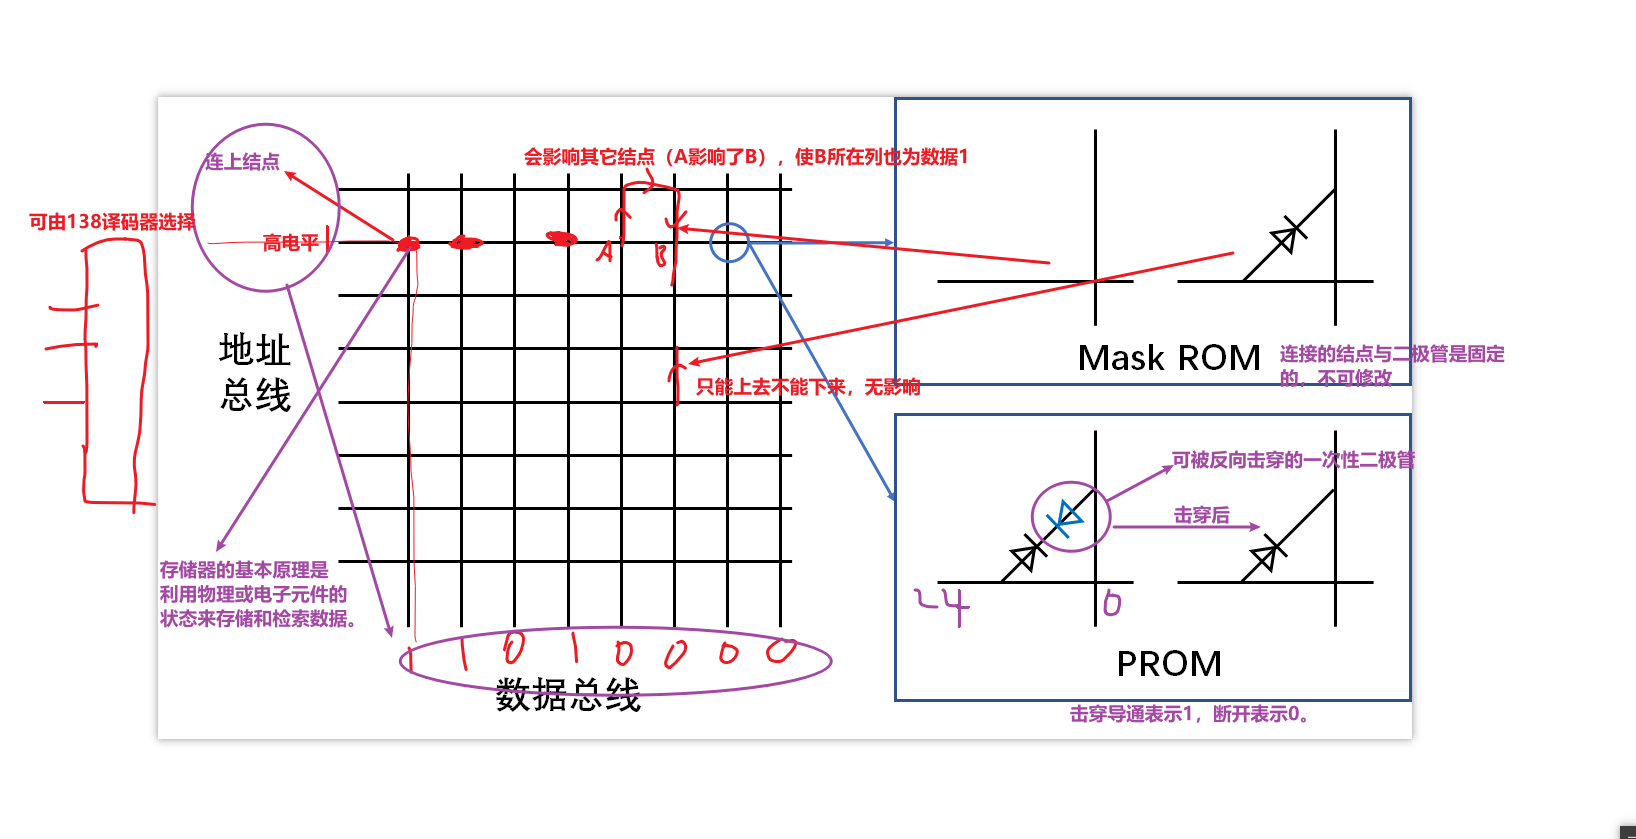 会影响其它结点（A影响了B），使B所在列也为数据1
连上结点
可由138译码器选择
高电平 1
A
B
地址
总线
只能上去不能下来，无影响
Mask ROM
连接的结点与二极管是固定
的，不可修改
可被反向击穿的一次性二极管
击穿后
存储器的基本原理是
利用物理或电子元件的
状态来存储和检索数据。
24
0
1 1 0 1 0 0 0 0
数据总线
PROM
击穿导通表示1，断开表示0。